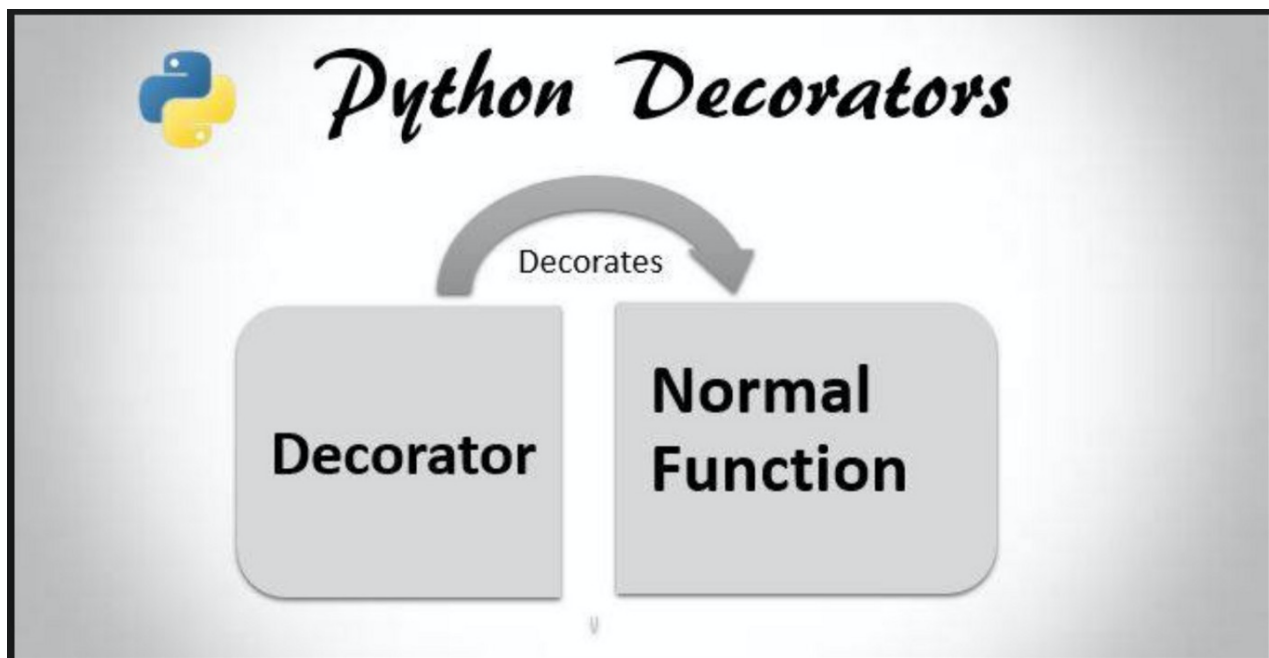 Python Decorators
Decorates
Decorator
Normal
Function